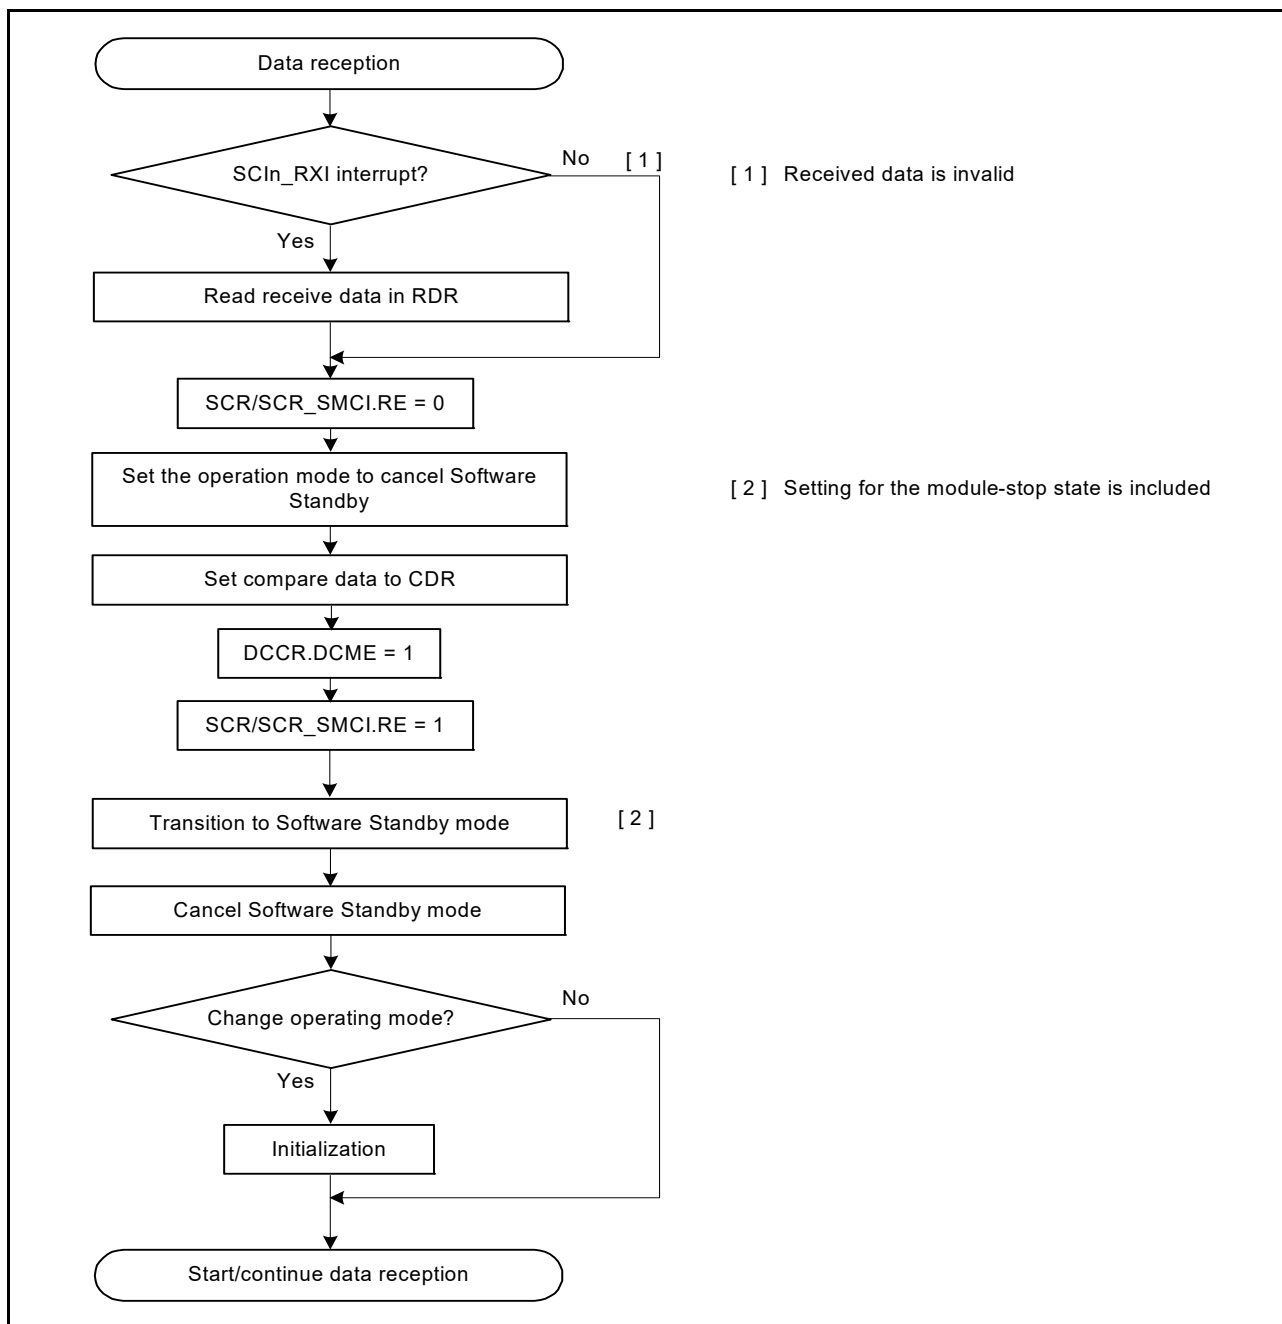 Data reception
SCIn_RXI interrupt?
No [ 1 ]
[ 1 ] Received data is invalid
Yes
Read receive data in RDR
SCR/SCR_SMCI.RE = 0
Set the operation mode to cancel Software
Standby
[ 2 ] Setting for the module-stop state is included
Set compare data to CDR
DCCR.DCME = 1
SCR/SCR_SMCI.RE = 1
Transition to Software Standby mode
[ 2 ]
Cancel Software Standby mode
Change operating mode?
No
Yes
Initialization
Start/continue data reception